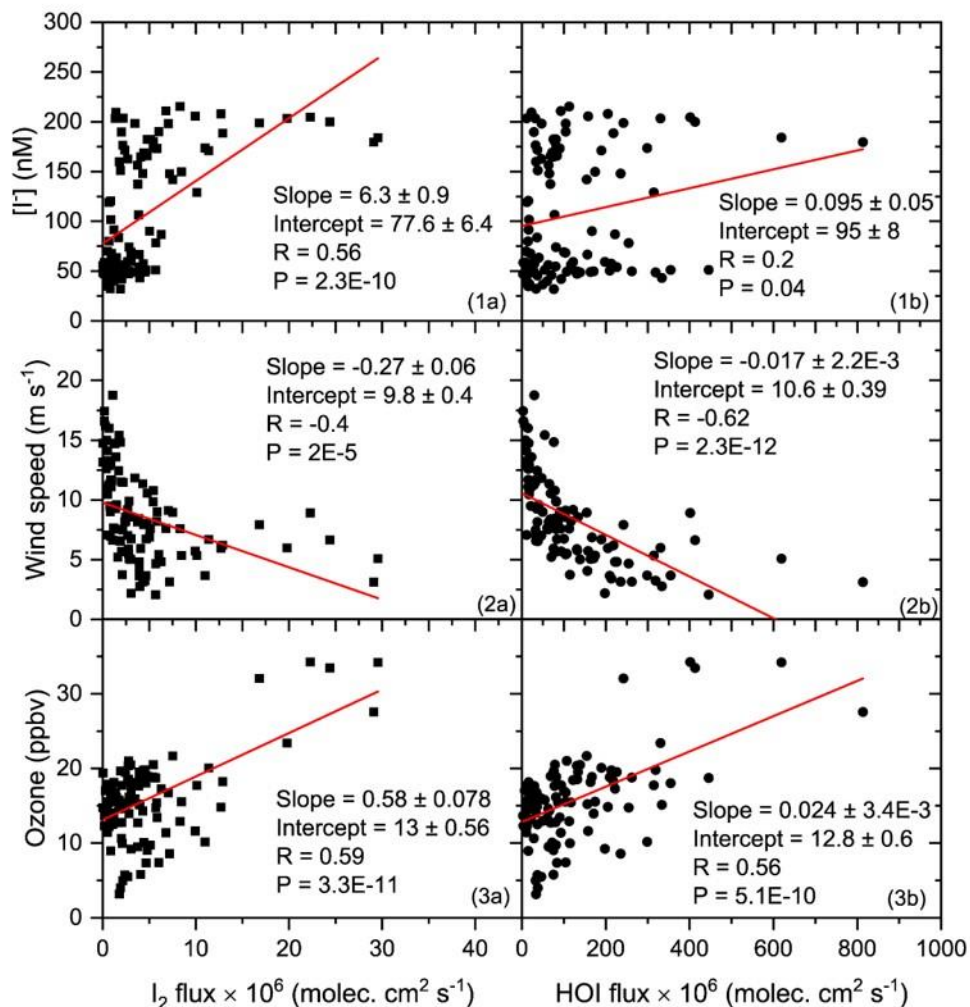 300
250
200
150
100
50
0
[I⁻] (nM)
Slope = 6.3 ± 0.9
Intercept = 77.6 ± 6.4
R = 0.56
P = 2.3E-10
(1a)
Slope = 0.095 ± 0.05
Intercept = 95 ± 8
R = 0.2
P = 0.04
(1b)
20
15
10
5
0
Wind speed (m s⁻¹)
Slope = -0.27 ± 0.06
Intercept = 9.8 ± 0.4
R = -0.4
P = 2E-5
(2a)
Slope = -0.017 ± 2.2E-3
Intercept = 10.6 ± 0.39
R = -0.62
P = 2.3E-12
(2b)
30
20
10
0
Ozone (ppbv)
Slope = 0.58 ± 0.078
Intercept = 13 ± 0.56
R = 0.59
P = 3.3E-11
(3a)
Slope = 0.024 ± 3.4E-3
Intercept = 12.8 ± 0.6
R = 0.56
P = 5.1E-10
(3b)
0 10 20 30 40 0 200 400 600 800 1000
I₂ flux × 10⁶ (molec. cm² s⁻¹) HOI flux × 10⁶ (molec. cm² s⁻¹)